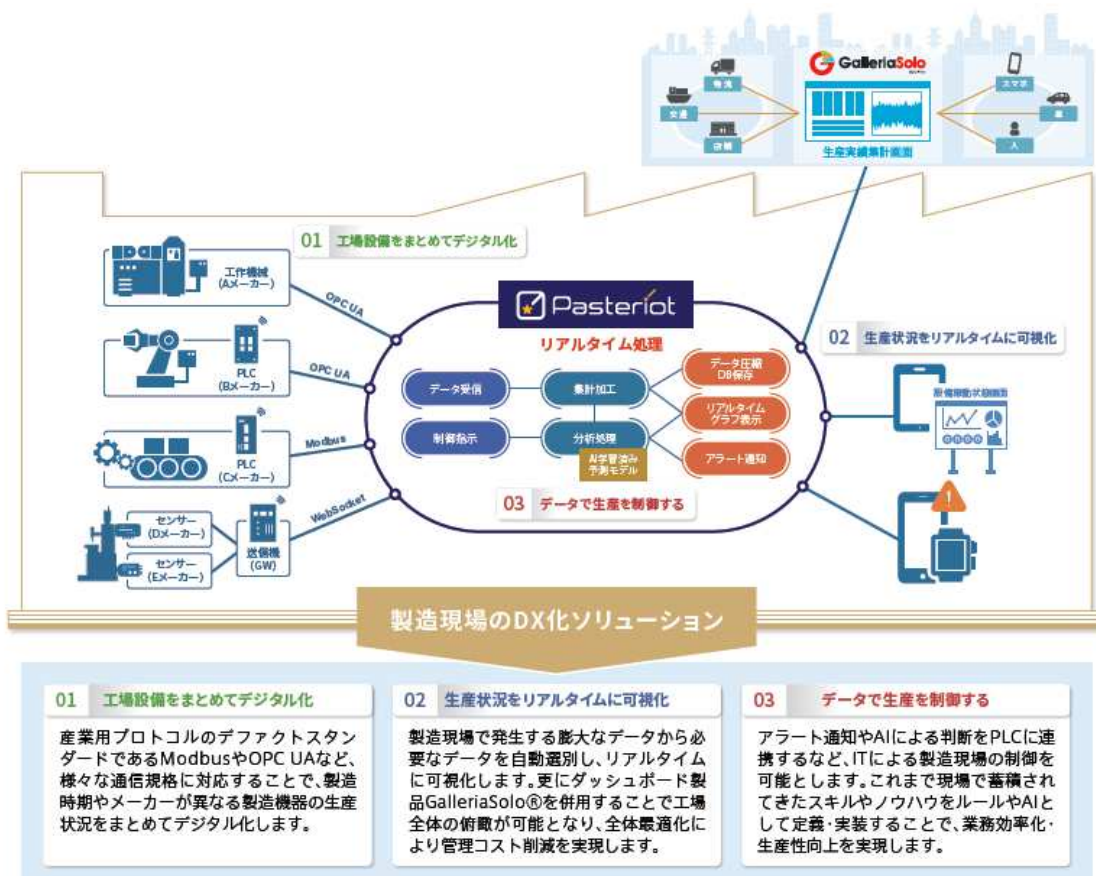 GalleriaSolo
物流
交通
店舗
スマホ
車
人
生産実績集計画面
01 工場設備をまとめてデジタル化
工作機械
(Aメーカー)
OPC UA
PLC
(Bメーカー)
OPC UA
PLC
(Cメーカー)
Modbus
センサー
(Dメーカー)
センサー
(Eメーカー)
送信機
(GW)
WebSocket
Pasteriot
リアルタイム処理
データ受信
集計加工
データ圧縮
DB保存
リアルタイム
グラフ表示
制御指示
分析処理
アラート通知
AI学習済み
予測モデル
03 データで生産を制御する
02 生産状況をリアルタイムに可視化
設備稼動状態画面
製造現場のDX化ソリューション
01 工場設備をまとめてデジタル化
産業用プロトコルのデファクトスタン
ダードであるModbusやOPC UAなど、
様々な通信規格に対応することで、製造
時期やメーカーが異なる製造機器の生産
状況をまとめてデジタル化します。
02 生産状況をリアルタイムに可視化
製造現場で発生する膨大なデータから必
要なデータを自動選別し、リアルタイム
に可視化します。更にダッシュボード製
品GalleriaSolo®を併用することで工場
全体の俯瞰が可能となり、全体最適化に
より管理コスト削減を実現します。
03 データで生産を制御する
アラート通知やAIによる判断をPLCに連
携するなど、ITによる製造現場の制御を
可能とします。これまで現場で蓄積され
てきたスキルやノウハウをルールやAIと
して定義・実装することで、業務効率化・
生産性向上を実現します。